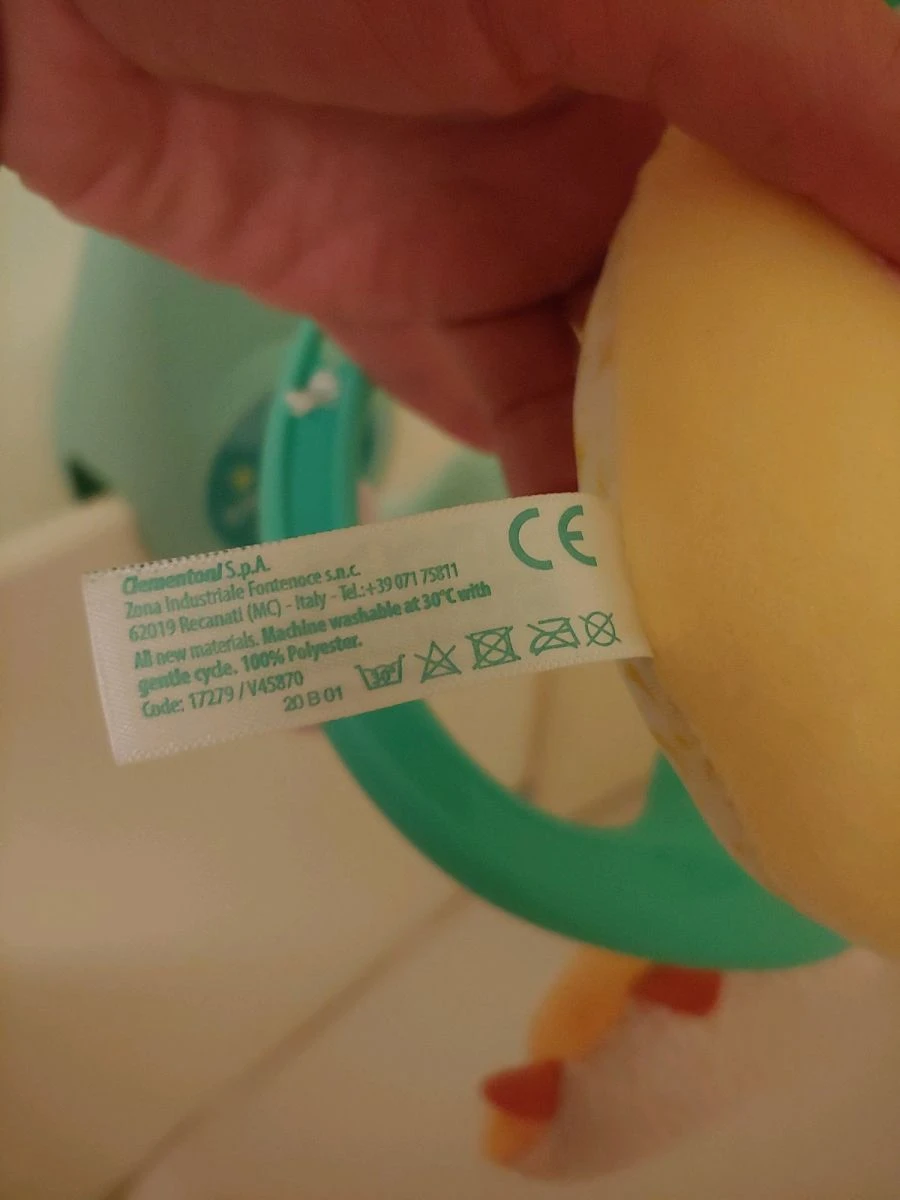 Clementoni S.p.A.
Zona Industriale Fontenoce s.n.c.
62019 Recanati (MC) - Italy - Tel.:+39 071 75811
All new materials. Machine washable at 30°C with
gentle cycle. 100% Polyester.
Code: 17279 / V45870
20 B 01
30°
CE